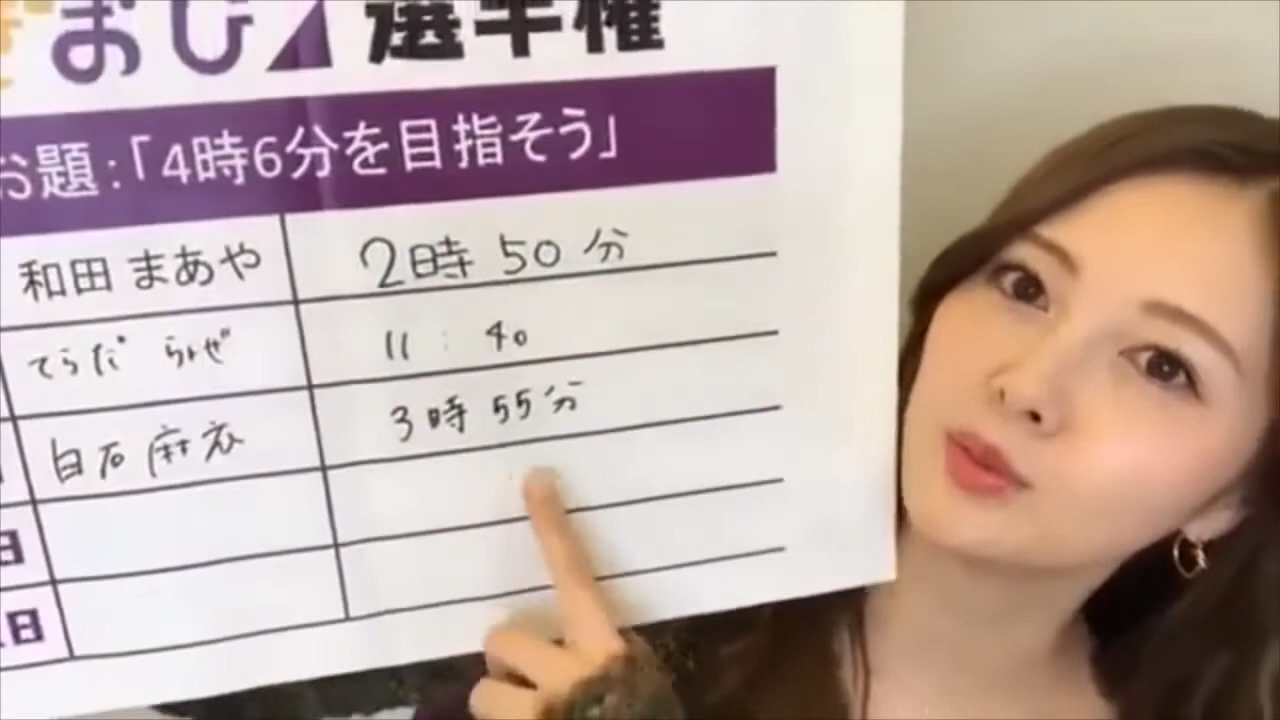 おび 選手権
お題:「4時6分を目指そう」
和田 まあや 2時 50分
てらだ らんぜ 11:40
白石 麻衣 3時 55分
日
日